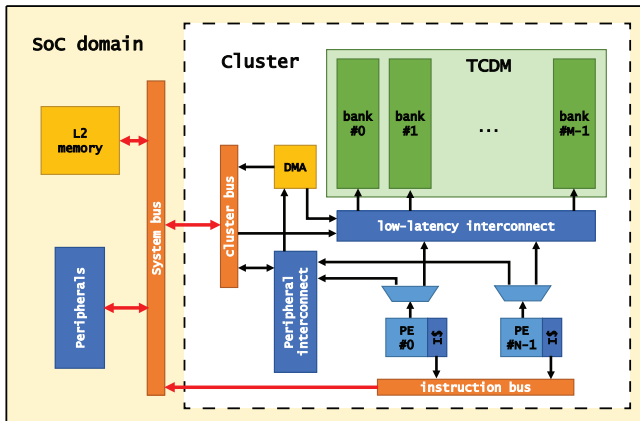 SoC domain
Cluster
TCDM
bank
#0
bank
#1
...
bank
#M-1
L2
memory
DMA
System bus
cluster bus
low-latency interconnect
Peripherals
Peripheral
interconnect
PE
#0
I$
PE
#N-1
I$
instruction bus